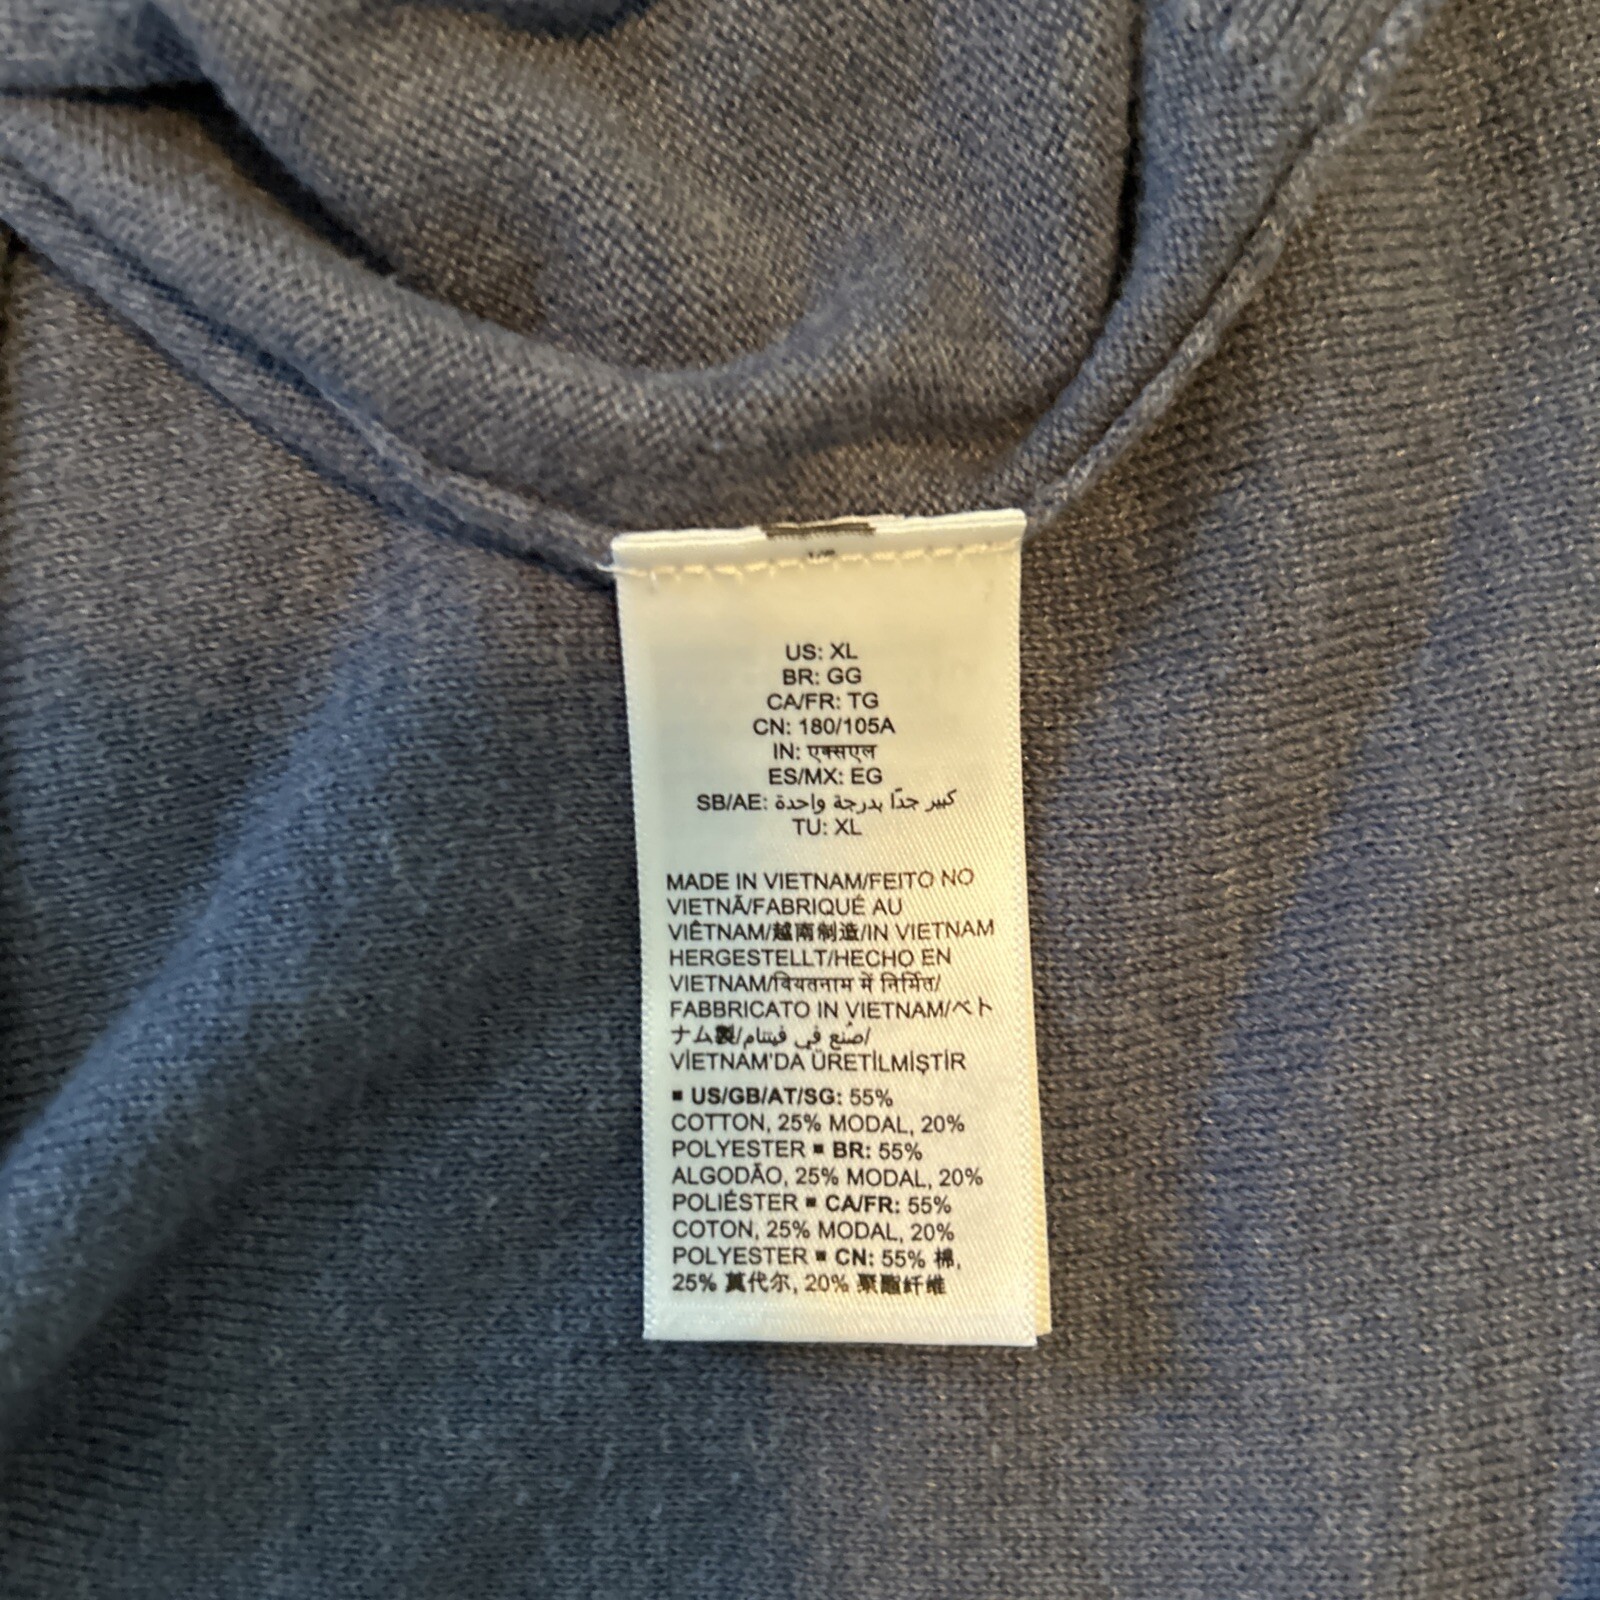 US: XL
BR: GG
CA/FR: TG
CN: 180/105A
IN: एक्सएल
ES/MX: EG
SB/AE: كبير جدًا بدرجة واحدة
TU: XL
MADE IN VIETNAM/FEITO NO
VIETNÃ/FABRIQUÉ AU
VIÊTNAM/越南制造/IN VIETNAM
HERGESTELLT/HECHO EN
VIETNAM/वियतनाम में निर्मित/
FABBRICATO IN VIETNAM/ベト
ナム製/صُنع في فيتنام/
VİETNAM'DA ÜRETİLMİŞTİR
▪ US/GB/AT/SG: 55%
COTTON, 25% MODAL, 20%
POLYESTER ▪ BR: 55%
ALGODÃO, 25% MODAL, 20%
POLIÉSTER ▪ CA/FR: 55%
COTON, 25% MODAL, 20%
POLYESTER ▪ CN: 55% 棉,
25% 莫代尔, 20% 聚酯纤维